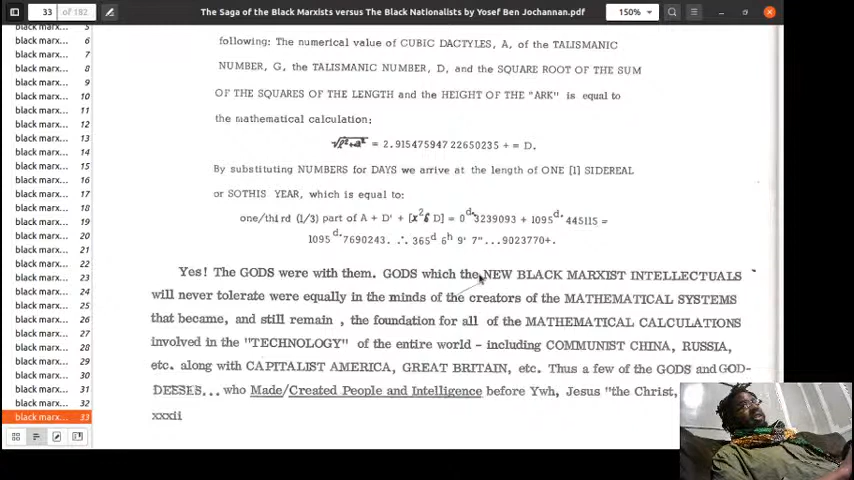 33 of 182
The Saga of the Black Marxists versus The Black Nationalists by Yosef Ben Jochannan.pdf
150%
black marx... 5
black marx... 6
black marx... 7
black marx... 8
black marx... 9
black marx... 10
black marx... 11
black marx... 12
black marx... 13
black marx... 14
black marx... 15
black marx... 16
black marx... 17
black marx... 18
black marx... 19
black marx... 20
black marx... 21
black marx... 22
black marx... 23
black marx... 24
black marx... 25
black marx... 26
black marx... 27
black marx... 28
black marx... 29
black marx... 30
black marx... 31
black marx... 32
black marx... 33
following: The numerical value of CUBIC DACTYLES, A, of the TALISMANIC
NUMBER, G, the TALISMANIC NUMBER, D, and the SQUARE ROOT OF THE SUM
OF THE SQUARES OF THE LENGTH and the HEIGHT OF THE "ARK" is equal to
the mathematical calculation:
= 2.915475947 22650235 + = D.
By substituting NUMBERS for DAYS we arrive at the length of ONE [1] SIDEREAL
or SOTHIS YEAR, which is equal to:
one/third (1/3) part of A + D' + [x²6 D] = 0d.3239093 + 1095d.445115 =
1095d.7690243. ∴ 365d 6h 9' 7"...9023770+.
Yes! The GODS were with them. GODS which the NEW BLACK MARXIST INTELLECTUALS
will never tolerate were equally in the minds of the creators of the MATHEMATICAL SYSTEMS
that became, and still remain , the foundation for all of the MATHEMATICAL CALCULATIONS
involved in the "TECHNOLOGY" of the entire world - including COMMUNIST CHINA, RUSSIA,
etc. along with CAPITALIST AMERICA, GREAT BRITAIN, etc. Thus a few of the GODS and GOD-
DESSES... who Made/Created People and Intelligence before Ywh, Jesus "the Christ,
xxxii